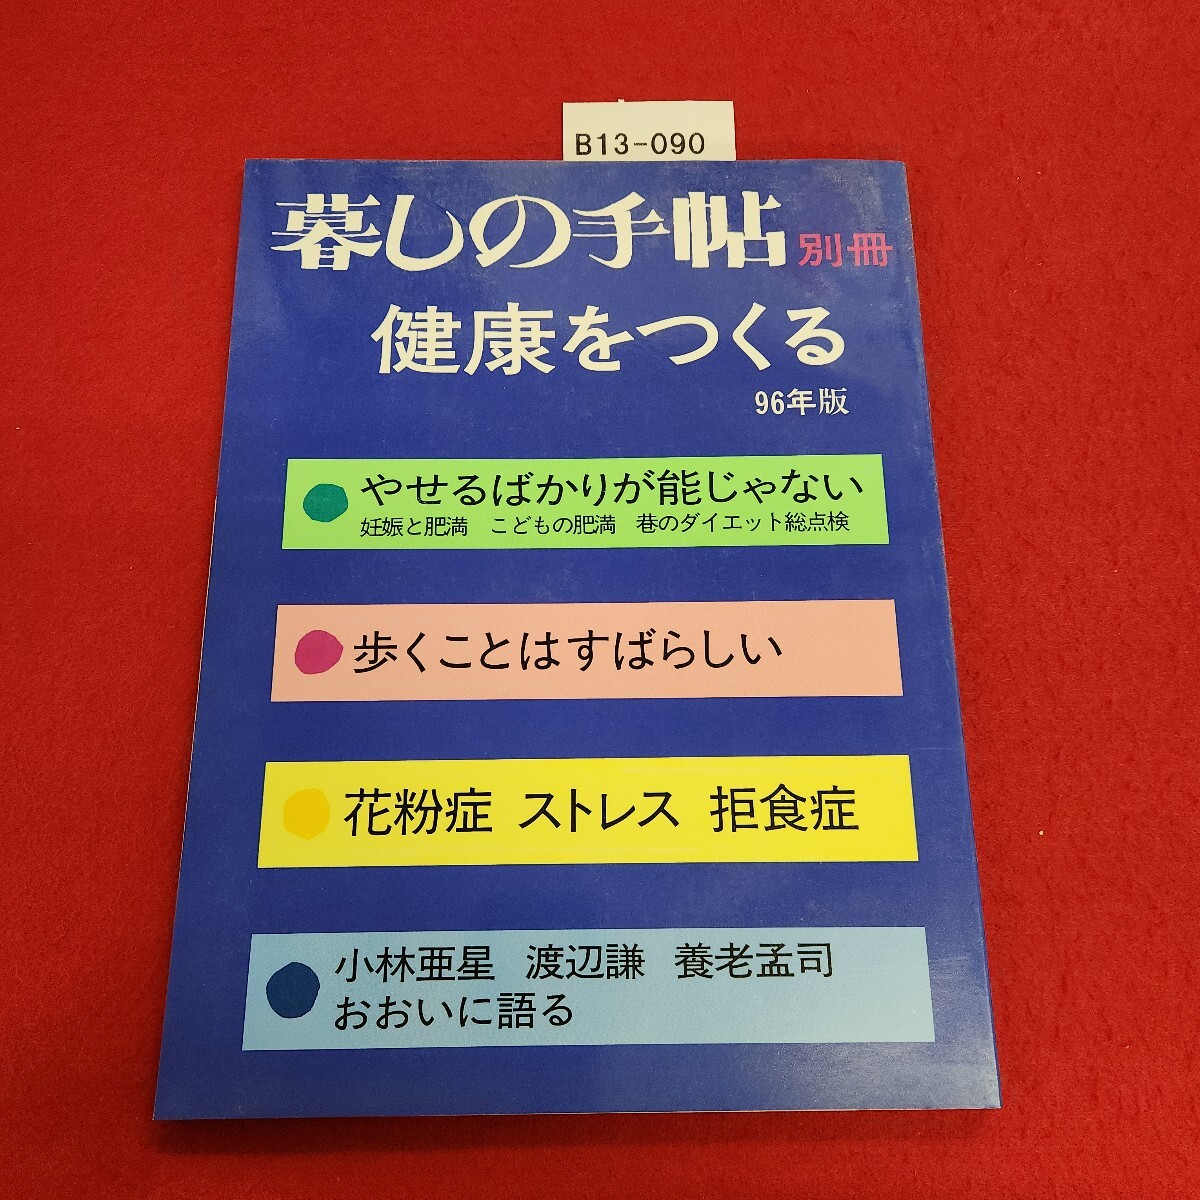 B13-090
暮しの手帖 別冊
健康をつくる
96年版
やせるばかりが能じゃない
妊娠と肥満 こどもの肥満 巷のダイエット総点検
歩くことはすばらしい
花粉症 ストレス 拒食症
小林亜星 渡辺謙 養老孟司
おおいに語る